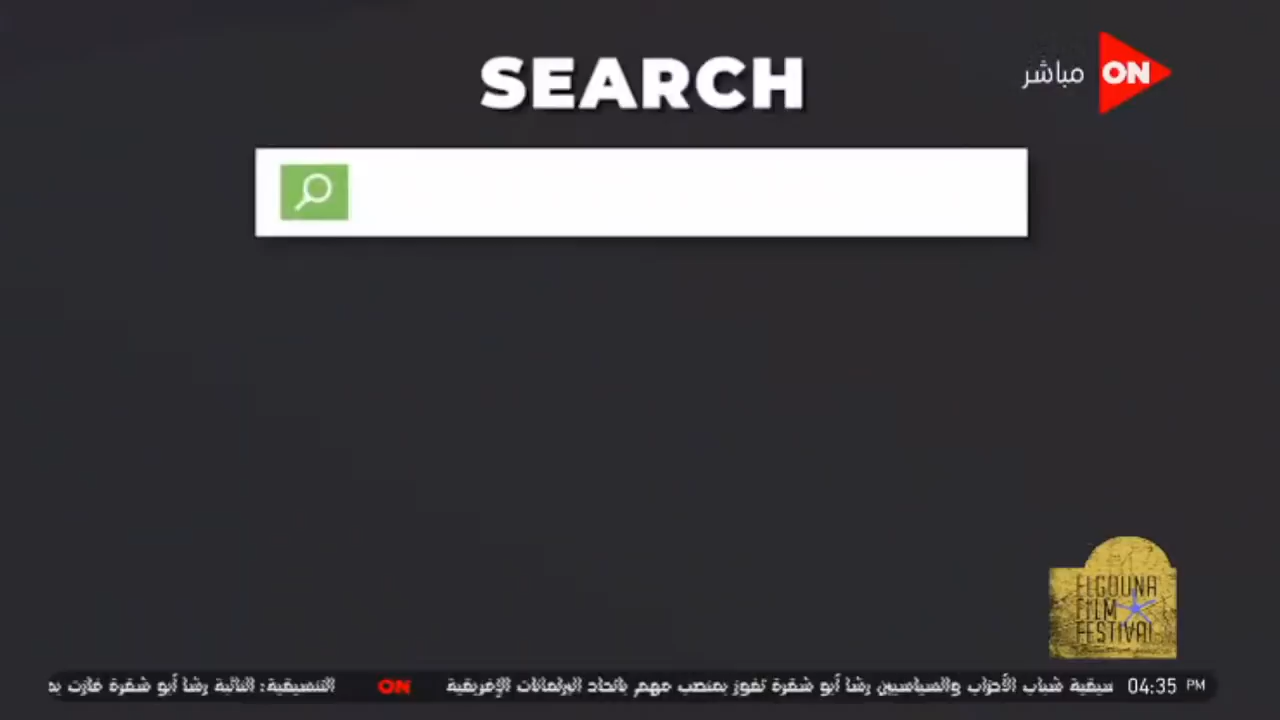 SEARCH
مباشر ON
ELGOUNA
FILM
FESTIVAL
سيقية شباب الأحزاب والسياسيين رشا أبو شقرة تفوز بمنصب مهم باتحاد البرلمانات الإفريقية ON التنسيقية: النائبة رشا أبو شقرة فازت بم
04:35 PM